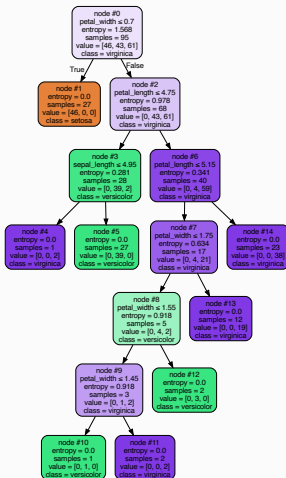 node #0
petal_width ≤ 0.7
entropy = 1.568
samples = 95
value = [46, 43, 61]
class = virginica
True
False
node #1
entropy = 0.0
samples = 27
value = [46, 0, 0]
class = setosa
node #2
petal_length ≤ 4.75
entropy = 0.978
samples = 68
value = [0, 43, 61]
class = virginica
node #3
sepal_length ≤ 4.95
entropy = 0.281
samples = 28
value = [0, 39, 2]
class = versicolor
node #6
petal_length ≤ 5.15
entropy = 0.341
samples = 40
value = [0, 4, 59]
class = virginica
node #4
entropy = 0.0
samples = 1
value = [0, 0, 2]
class = virginica
node #5
entropy = 0.0
samples = 27
value = [0, 39, 0]
class = versicolor
node #7
petal_width ≤ 1.75
entropy = 0.634
samples = 17
value = [0, 4, 21]
class = virginica
node #14
entropy = 0.0
samples = 23
value = [0, 0, 38]
class = virginica
node #8
petal_width ≤ 1.55
entropy = 0.918
samples = 5
value = [0, 4, 2]
class = versicolor
node #13
entropy = 0.0
samples = 12
value = [0, 0, 19]
class = virginica
node #9
petal_width ≤ 1.45
entropy = 0.918
samples = 3
value = [0, 1, 2]
class = virginica
node #12
entropy = 0.0
samples = 2
value = [0, 3, 0]
class = versicolor
node #10
entropy = 0.0
samples = 1
value = [0, 1, 0]
class = versicolor
node #11
entropy = 0.0
samples = 2
value = [0, 0, 2]
class = virginica